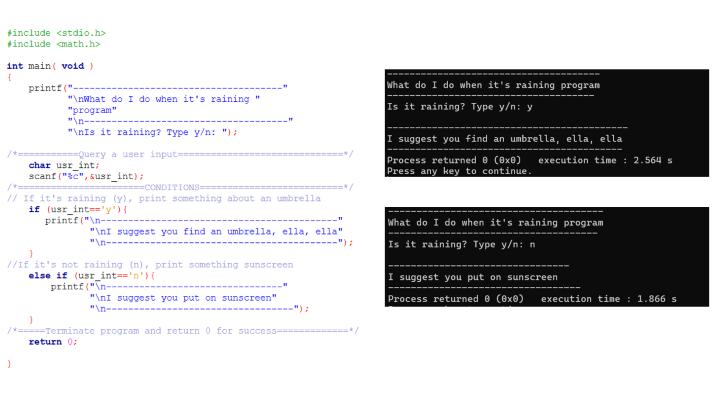 #include <stdio.h>
#include <math.h>
int main( void )
{
printf("--------------------------------------"
"\nWhat do I do when it's raining "
"program"
"\n-------------------------------------"
"\nIs it raining? Type y/n: ");
/*===========Query a user input==============================*/
char usr_int;
scanf("%c",&usr_int);
/*=======================CONDITIONS==========================*/
// If it's raining (y), print something about an umbrella
if (usr_int=='y'){
printf("\n-------------------------------------------"
"\nI suggest you find an umbrella, ella, ella"
"\n------------------------------------------");
}
//If it's not raining (n), print something sunscreen
else if (usr_int=='n'){
printf("\n--------------------------------"
"\nI suggest you put on sunscreen"
"\n----------------------------------");
}
/*=====Terminate program and return 0 for success=============*/
return 0;
}
--------------------------------------
What do I do when it's raining program
-------------------------------------
Is it raining? Type y/n: y
-------------------------------------------
I suggest you find an umbrella, ella, ella
------------------------------------------
Process returned 0 (0x0)   execution time : 2.564 s
Press any key to continue.
--------------------------------------
What do I do when it's raining program
-------------------------------------
Is it raining? Type y/n: n
--------------------------------
I suggest you put on sunscreen
----------------------------------
Process returned 0 (0x0)   execution time : 1.866 s